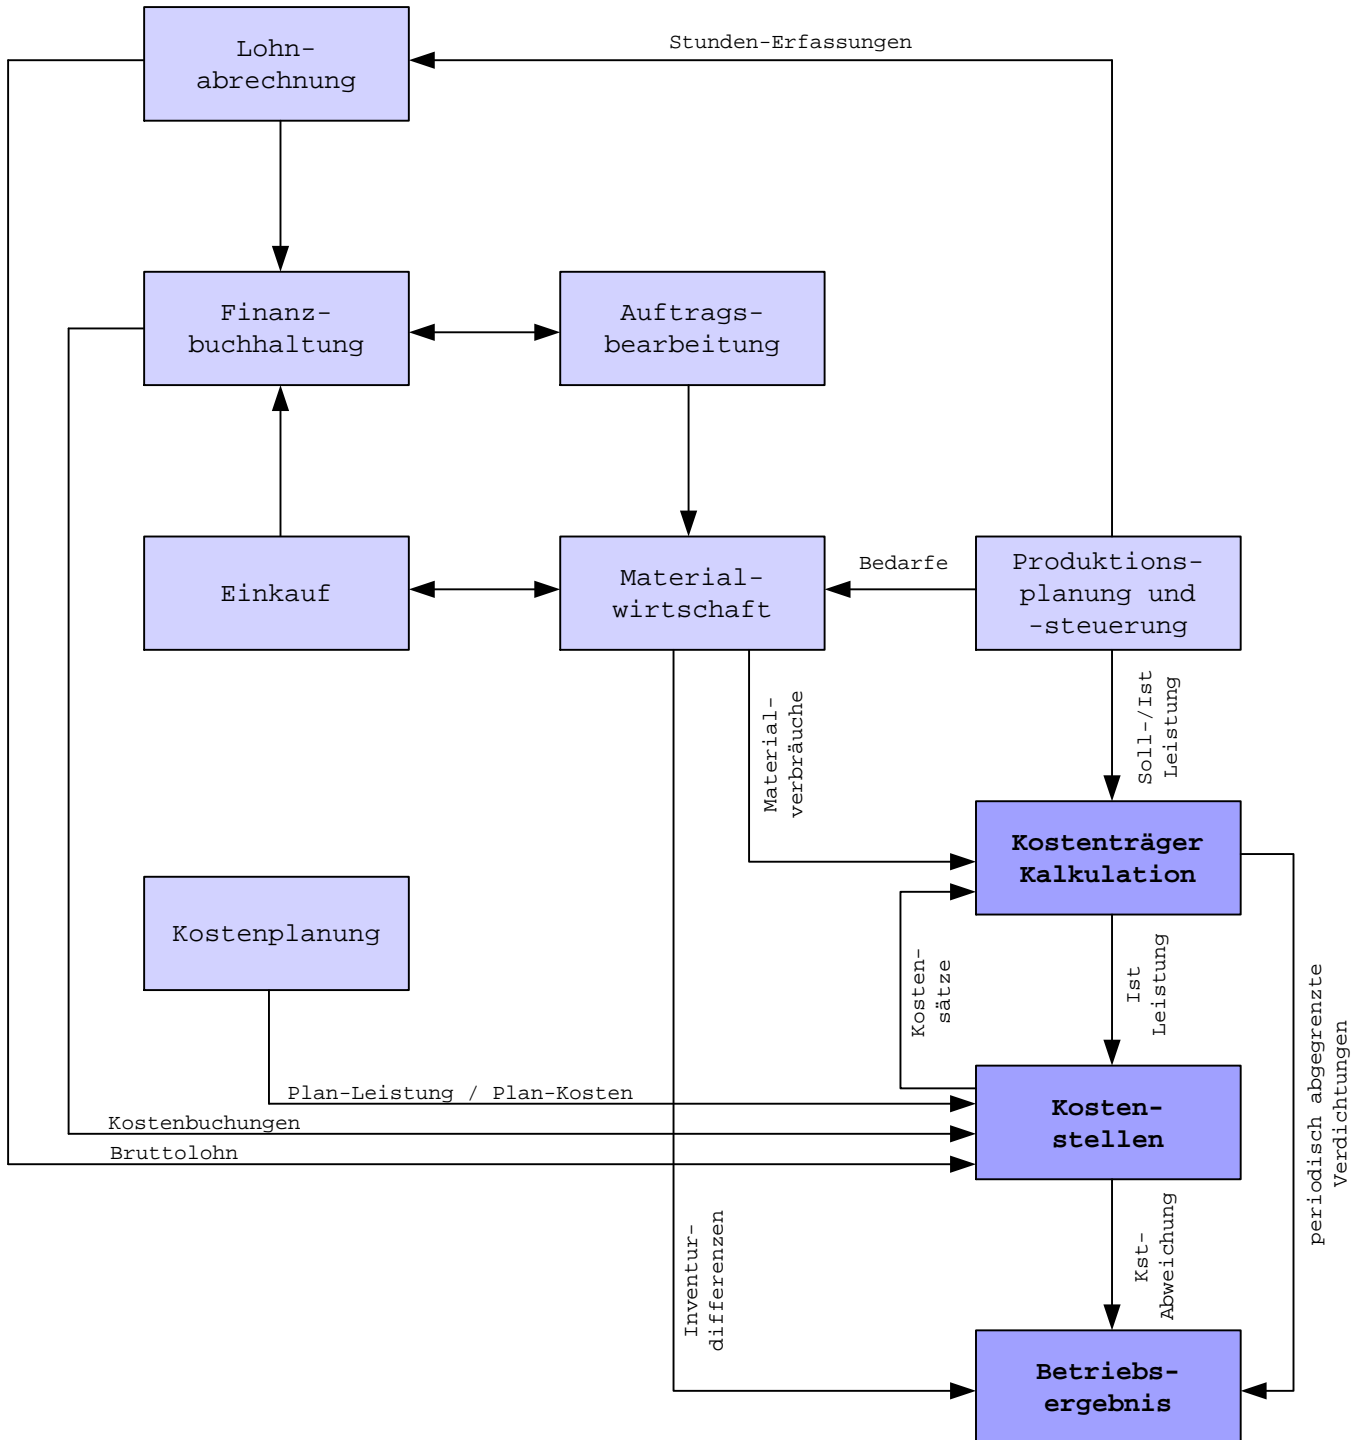 Lohn-
abrechnung
Stunden-Erfassungen
Finanz-
buchhaltung
Auftrags-
bearbeitung
Einkauf
Material-
wirtschaft
Bedarfe
Produktions-
planung und
-steuerung
Material-
verbräuche
Soll-/Ist
Leistung
Kostenträger
Kalkulation
Kostenplanung
Kosten-
sätze
Ist
Leistung
periodisch abgegrenzte
Verdichtungen
Plan-Leistung / Plan-Kosten
Kostenbuchungen
Bruttolohn
Kosten-
stellen
Inventur-
differenzen
Kst-
Abweichung
Betriebs-
ergebnis